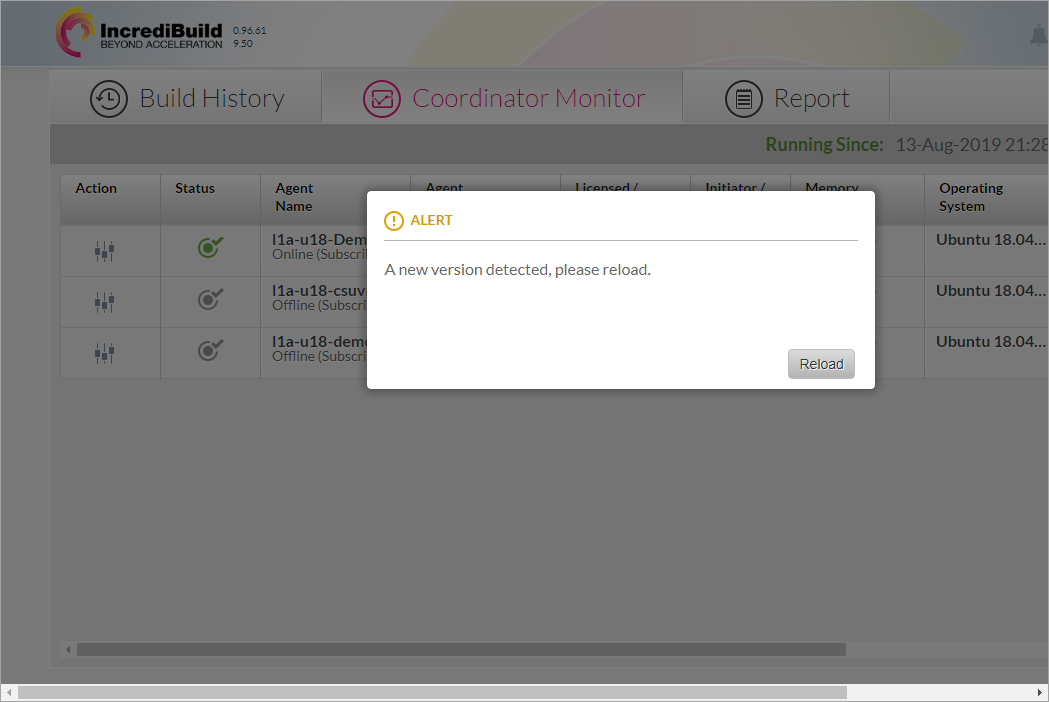 IncrediBuild
BEYOND ACCELERATION
0.96.61
9.50
Build History
Coordinator Monitor
Report
Running Since: 13-Aug-2019 21:28
Action
Status
Agent
Name
Agent
Licensed /
Initiator /
Memory
Operating
System
ALERT
A new version detected, please reload.
Reload
l1a-u18-Dem
Online (Subscri
Ubuntu 18.04...
l1a-u18-csuv
Offline (Subscri
Ubuntu 18.04...
l1a-u18-demo
Offline (Subscri
Ubuntu 18.04...